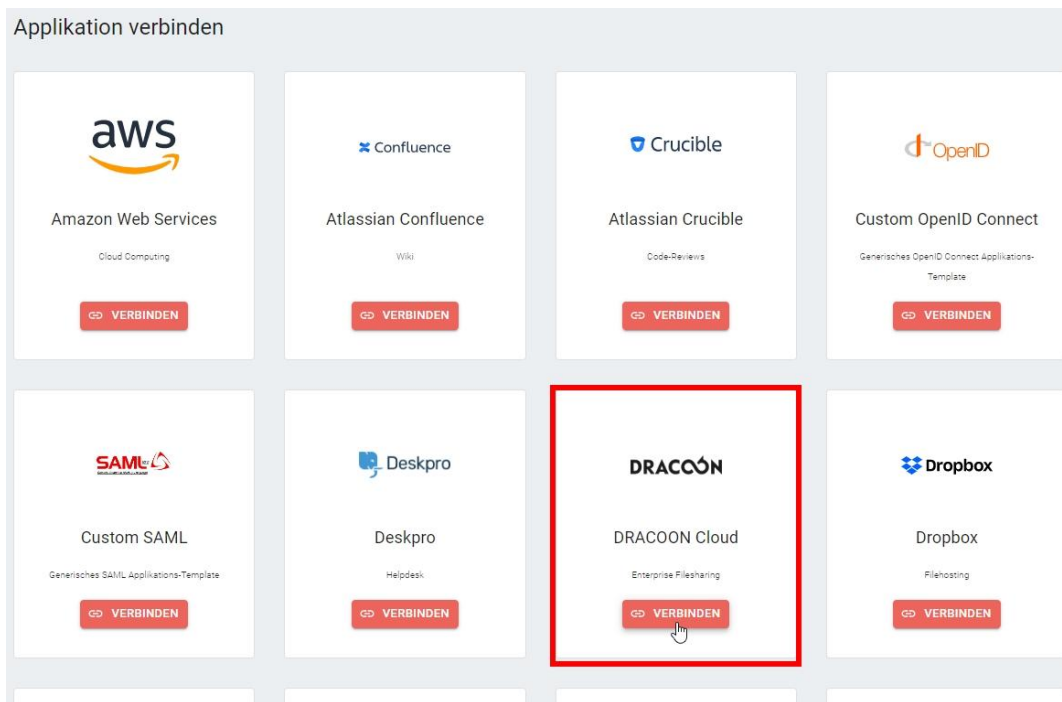 Applikation verbinden
aws
Confluence
Crucible
OpenID
Amazon Web Services
Atlassian Confluence
Atlassian Crucible
Custom OpenID Connect
Cloud Computing
Wiki
Code-Reviews
Generisches OpenID Connect Applikations-
Template
VERBINDEN
VERBINDEN
VERBINDEN
VERBINDEN
SAML
Deskpro
DRACOON
Dropbox
Custom SAML
Deskpro
DRACOON Cloud
Dropbox
Generisches SAML Applikations-Template
Helpdesk
Enterprise Filesharing
Filehosting
VERBINDEN
VERBINDEN
VERBINDEN
VERBINDEN